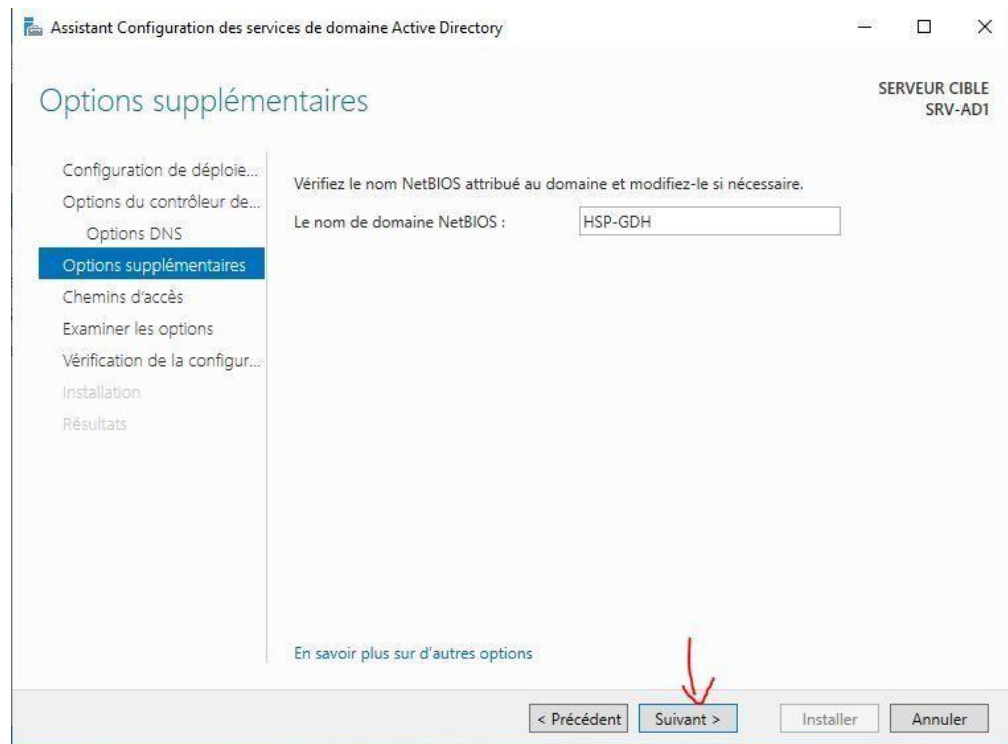 Assistant Configuration des services de domaine Active Directory
Options supplémentaires
SERVEUR CIBLE
SRV-AD1
Configuration de déploie...
Options du contrôleur de...
Options DNS
Options supplémentaires
Chemins d'accès
Examiner les options
Vérification de la configur...
Installation
Résultats
Vérifiez le nom NetBIOS attribué au domaine et modifiez-le si nécessaire.
Le nom de domaine NetBIOS : HSP-GDH
En savoir plus sur d'autres options
< Précédent Suivant > Installer Annuler